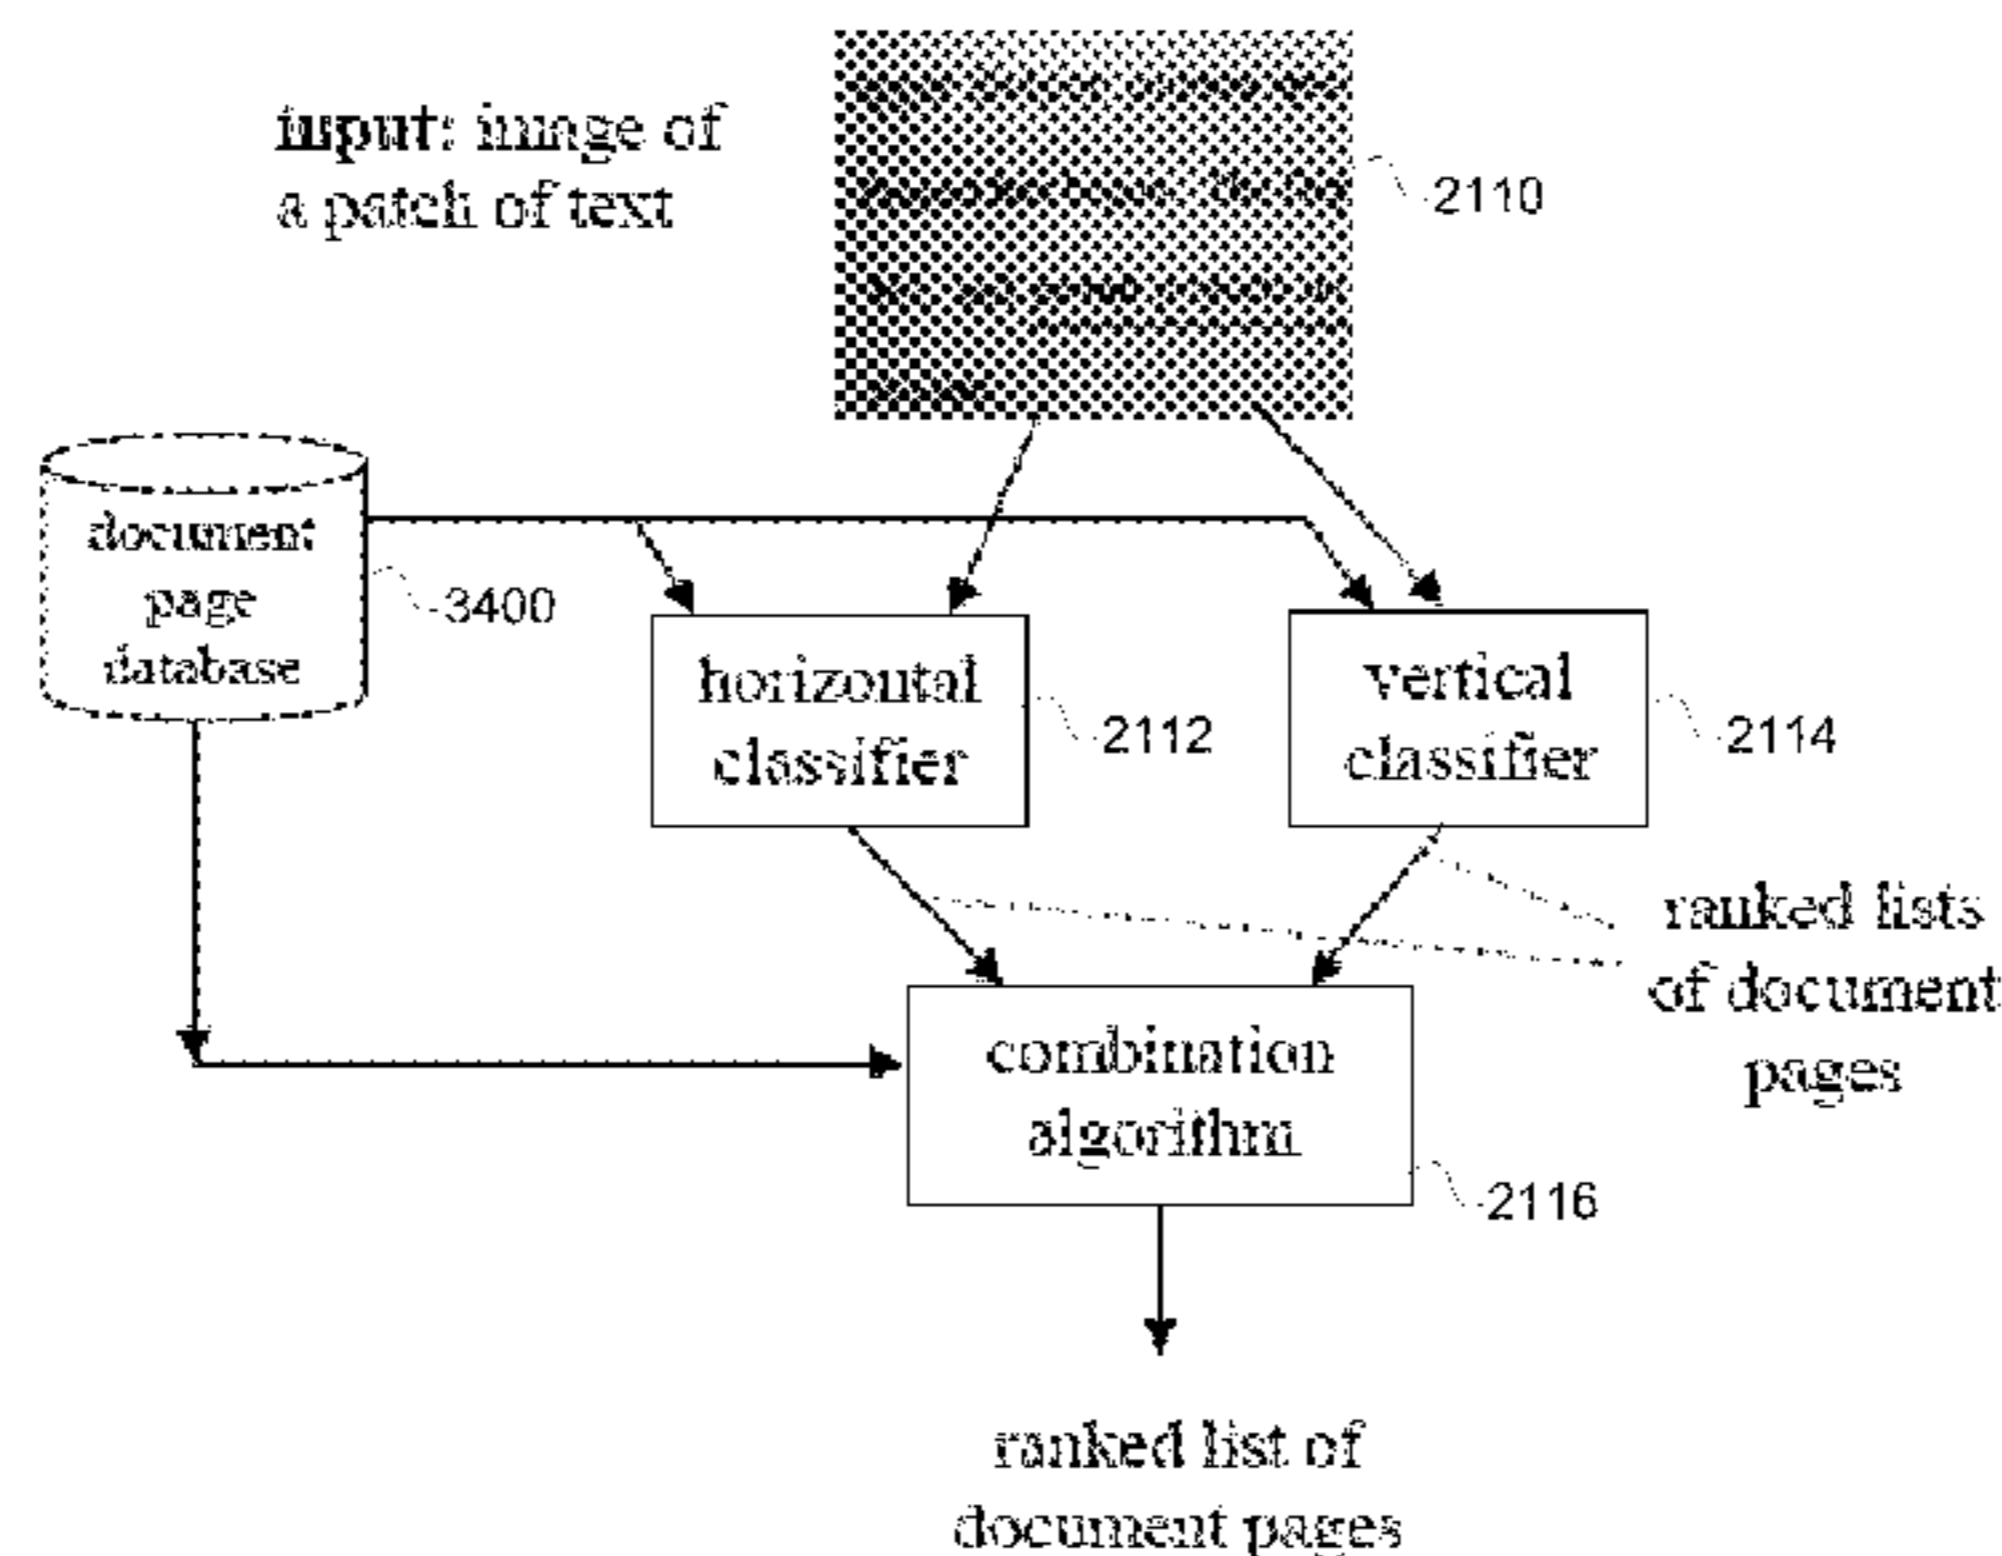 input: image of
a patch of text
2110
document
page
database
3400
horizontal
classifier
2112
vertical
classifier
2114
ranked lists
of document
pages
combination
algorithm
2116
ranked list of
document pages